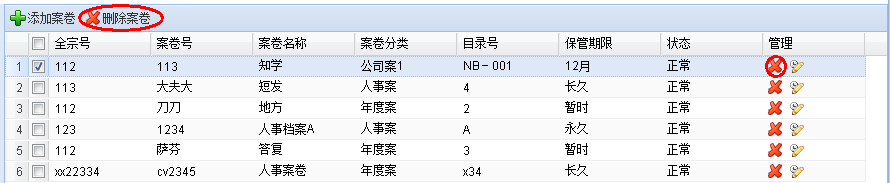 添加案卷 删除案卷
全宗号 案卷号 案卷名称 案卷分类 目录号 保管期限 状态 管理
1 112 113 知学 公司案1 NB-001 12月 正常
2 113 大夫大 短发 人事案 4 长久 正常
3 112 刀刀 地方 年度案 2 暂时 正常
4 123 1234 人事档案A 人事案 A 永久 正常
5 112 萨芬 答复 年度案 3 暂时 正常
6 xx22334 cv2345 人事案卷 年度案 x34 长久 正常